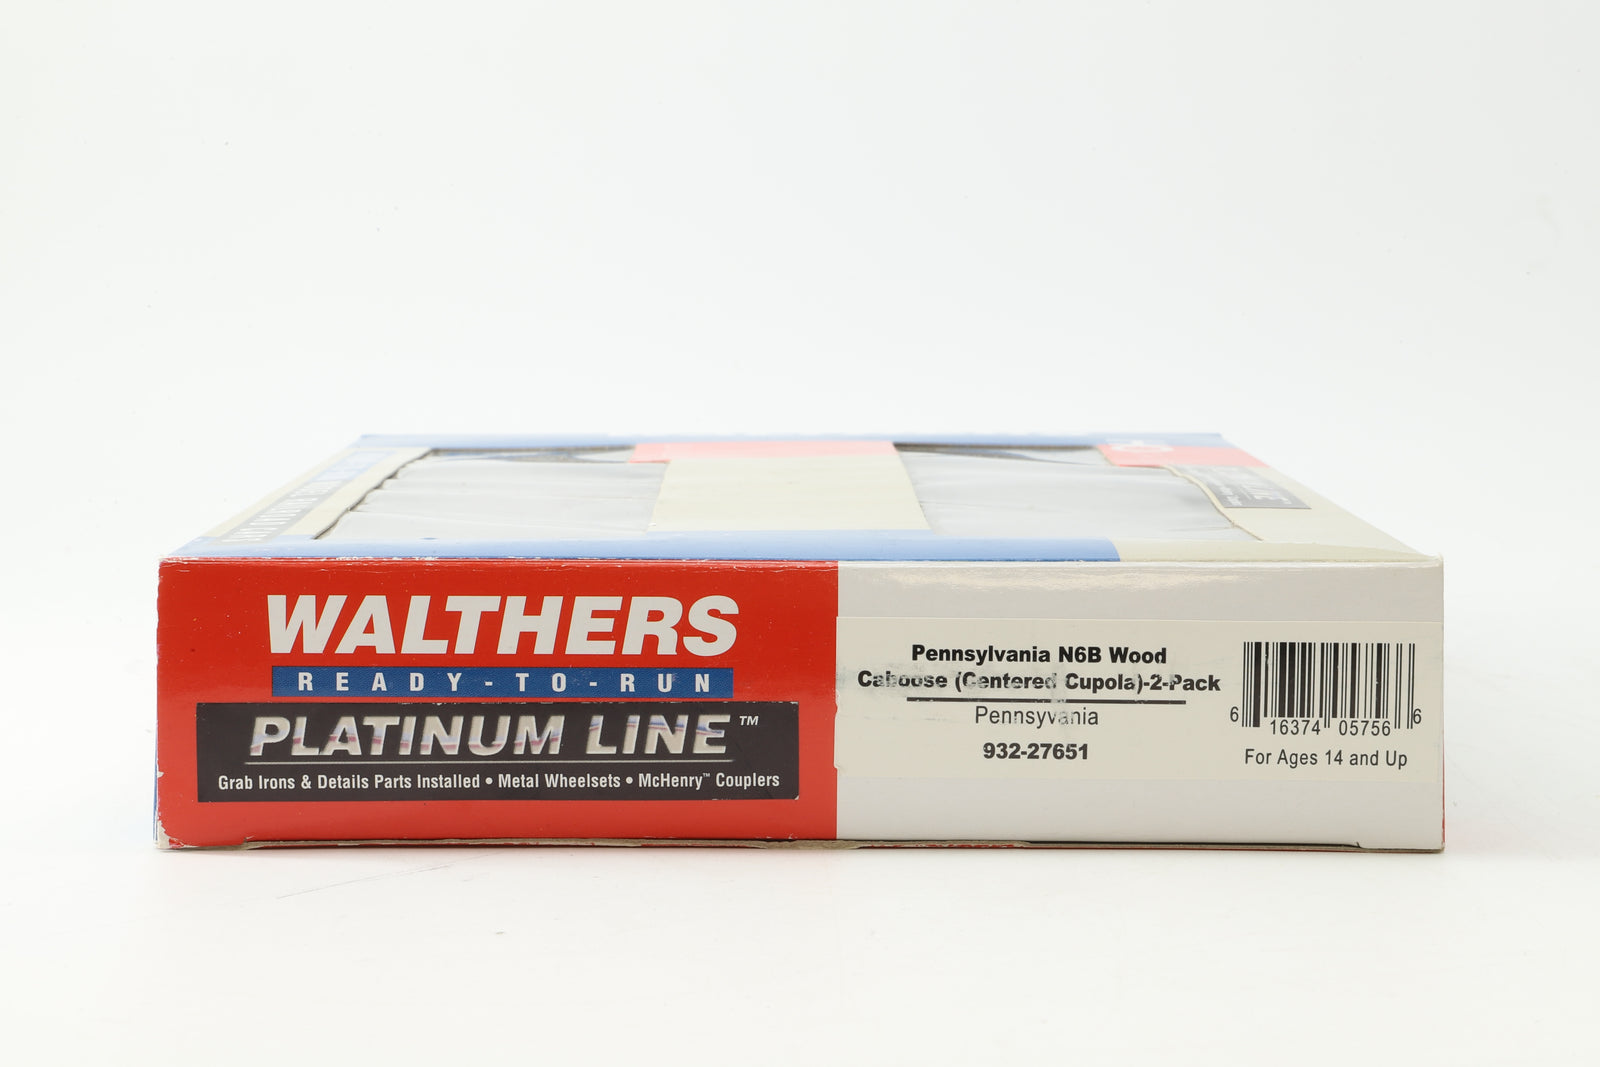 WALTHERS
READY-TO-RUN
PLATINUM LINE™
Grab Irons & Details Parts Installed • Metal Wheelsets • McHenry™ Couplers
Pennsylvania N6B Wood
Caboose (Centered Cupola)-2-Pack
Pennsyvania
932-27651
6 16374 05756 6
For Ages 14 and Up